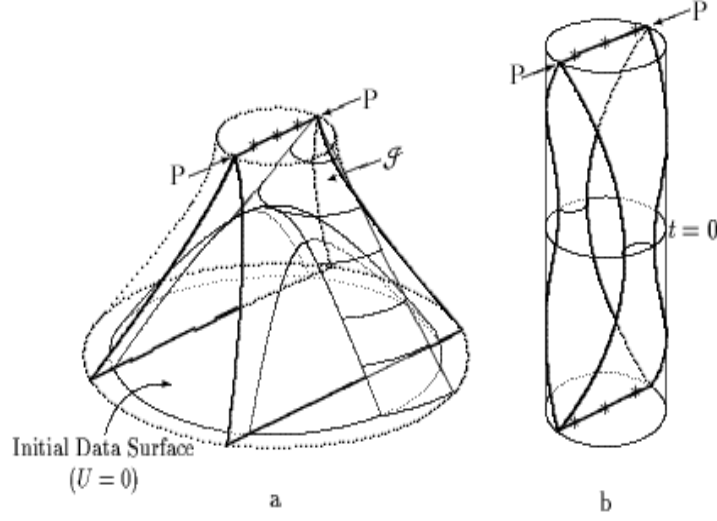 P
P
P
P
𝒥
t = 0
Initial Data Surface
(U = 0)
a
b